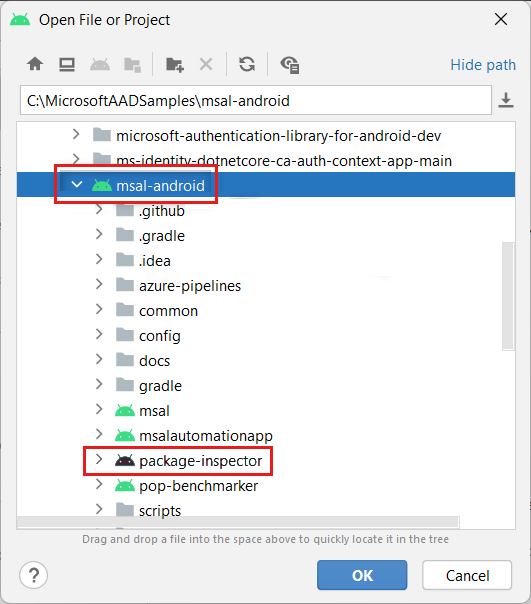 Open File or Project
Hide path
C:\MicrosoftAADSamples\msal-android
microsoft-authentication-library-for-android-dev
ms-identity-dotnetcore-ca-auth-context-app-main
msal-android
.github
.gradle
.idea
azure-pipelines
common
config
docs
gradle
msal
msalautomationapp
package-inspector
pop-benchmarker
scripts
Drag and drop a file into the space above to quickly locate it in the tree
?
OK
Cancel